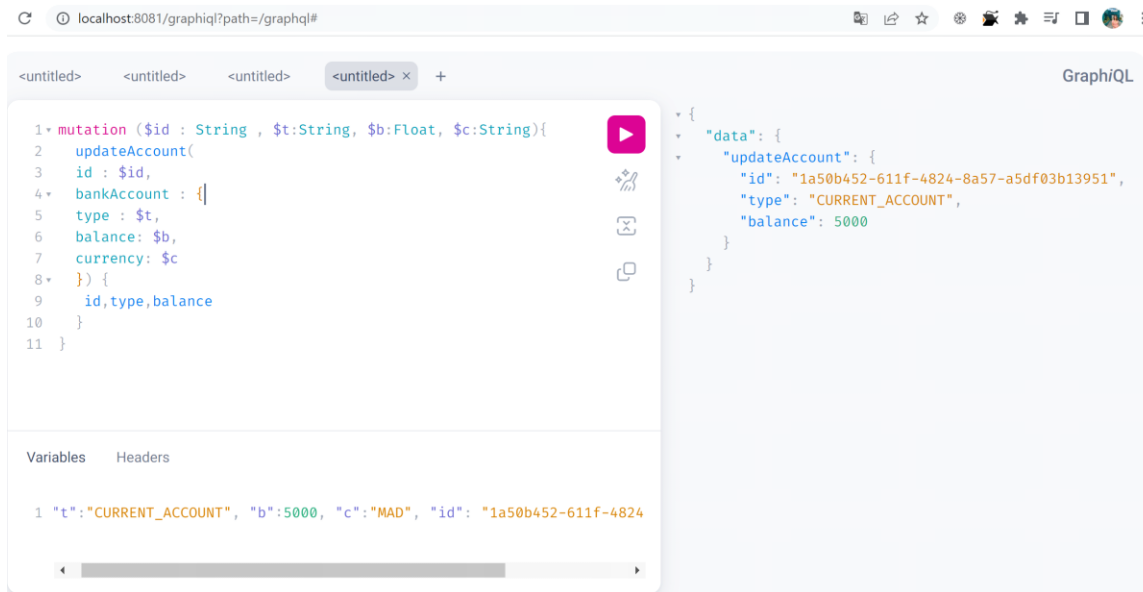 localhost:8081/graphiql?path=/graphql#
<untitled> <untitled> <untitled> <untitled> × + GraphiQL
1 mutation ($id : String , $t:String, $b:Float, $c:String){
2 updateAccount(
3 id : $id,
4 bankAccount : {
5 type : $t,
6 balance: $b,
7 currency: $c
8 }) {
9 id,type,balance
10 }
11 }
Variables Headers
1 "t":"CURRENT_ACCOUNT", "b":5000, "c":"MAD", "id": "1a50b452-611f-4824
{
"data": {
"updateAccount": {
"id": "1a50b452-611f-4824-8a57-a5df03b13951",
"type": "CURRENT_ACCOUNT",
"balance": 5000
}
}
}